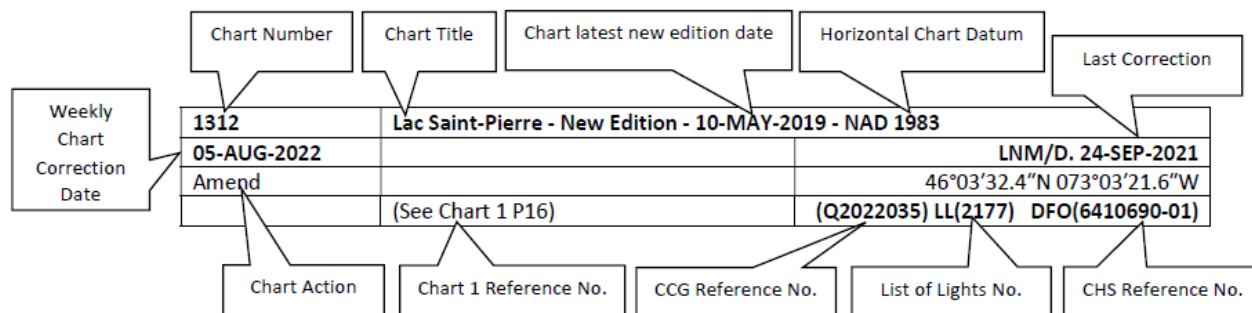 Chart Number
Chart Title
Chart latest new edition date
Horizontal Chart Datum
Last Correction
Weekly
Chart
Correction
Date
1312 Lac Saint-Pierre - New Edition - 10-MAY-2019 - NAD 1983
05-AUG-2022 LNM/D. 24-SEP-2021
Amend 46°03′32.4″N 073°03′21.6″W
(See Chart 1 P16) (Q2022035) LL(2177) DFO(6410690-01)
Chart Action
Chart 1 Reference No.
CCG Reference No.
List of Lights No.
CHS Reference No.